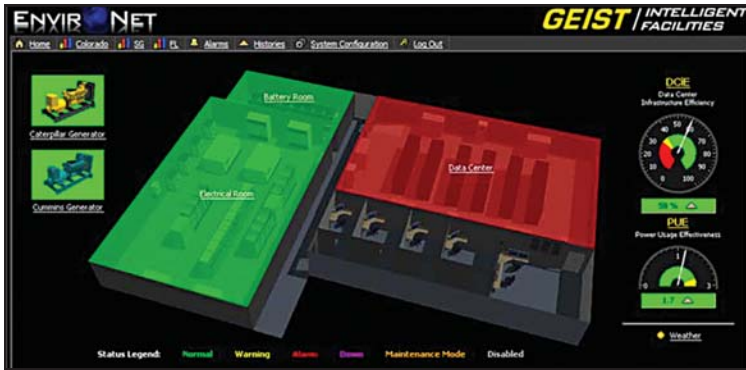 ENVIRONET
GEIST / INTELLIGENT FACILITIES
Home Colorado SG FL Alarms Histories System Configuration Log Out
Caterpillar Generator
Cummins Generator
Battery Room
Electrical Room
Data Center
DCiE
Data Center
Infrastructure Efficiency
0 10 20 30 40 50 60 70 80 90 100
58 %
PUE
Power Usage Effectiveness
0 1 3
1.7
Weather
Status Legend: Normal Warning Alarm Down Maintenance Mode Disabled